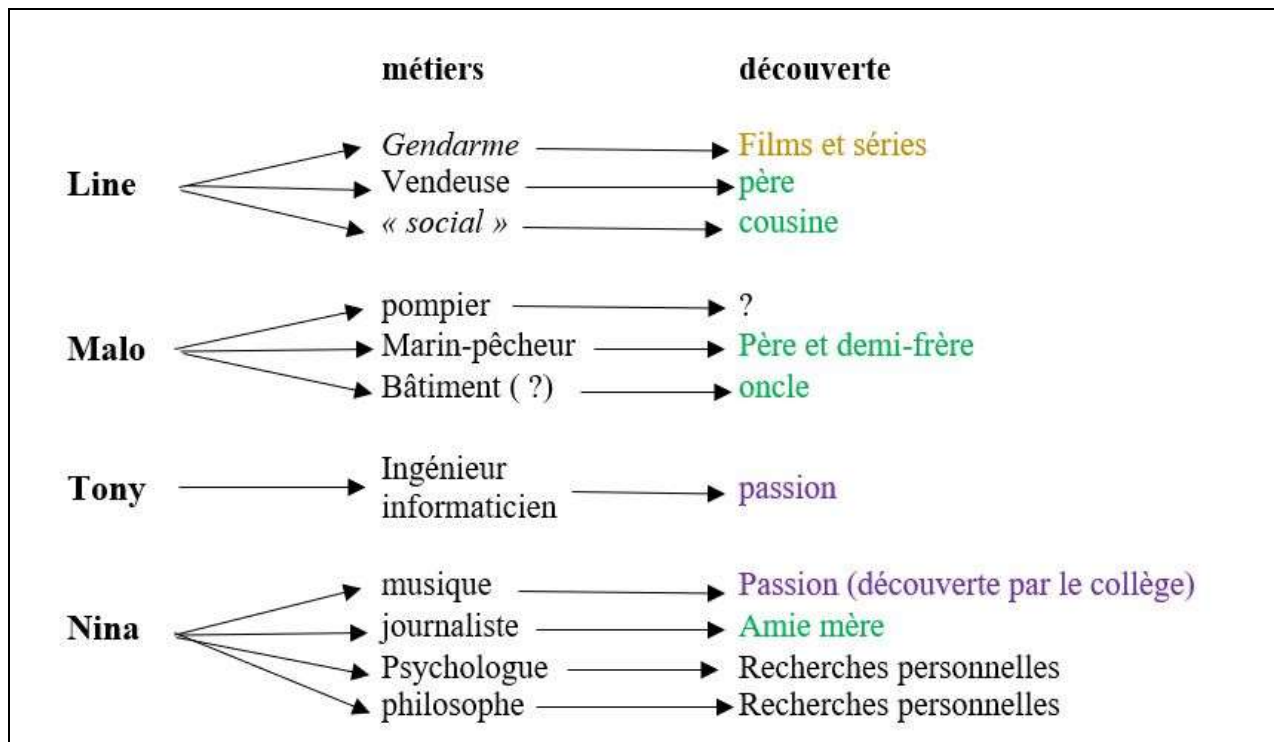 métiers découverte
Gendarme Films et séries
Line Vendeuse père
« social » cousine
pompier ?
Malo Marin-pêcheur Père et demi-frère
Bâtiment ( ?) oncle
Ingénieur
Tony informaticien passion
musique Passion (découverte par le collège)
Nina journaliste Amie mère
Psychologue Recherches personnelles
philosophe Recherches personnelles